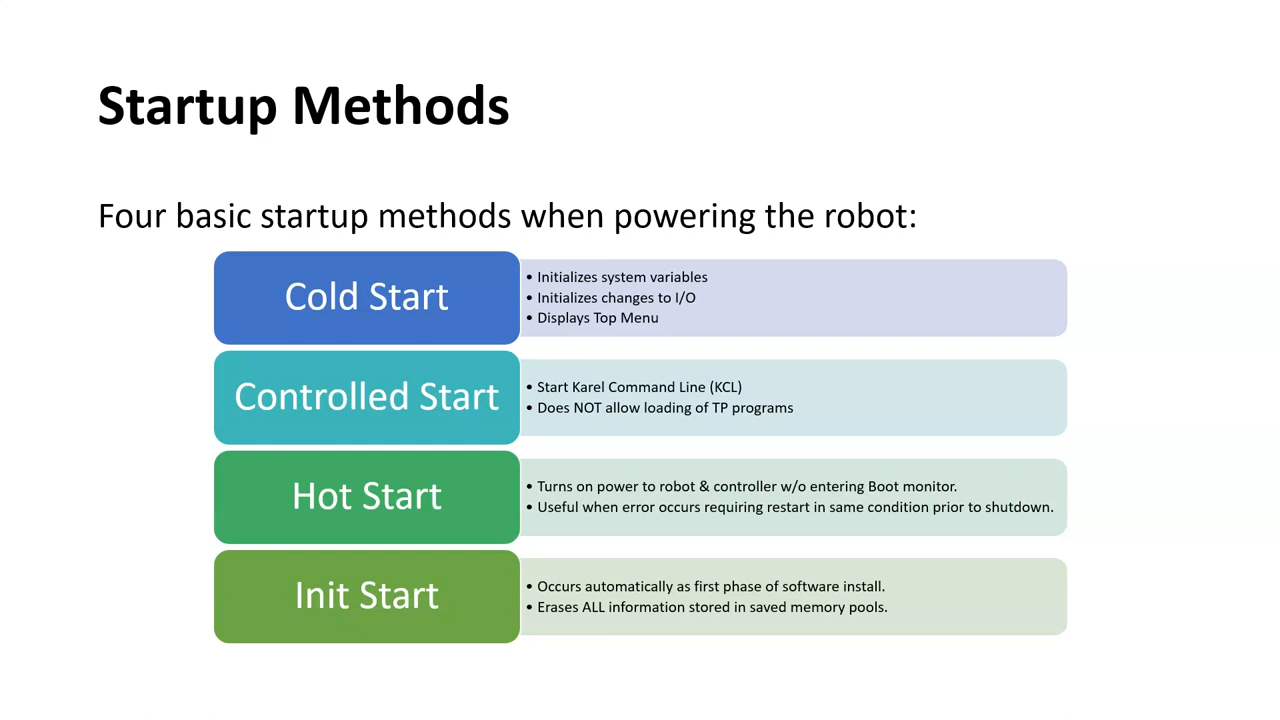 Startup Methods
Four basic startup methods when powering the robot:
Cold Start
• Initializes system variables
• Initializes changes to I/O
• Displays Top Menu
Controlled Start
• Start Karel Command Line (KCL)
• Does NOT allow loading of TP programs
Hot Start
• Turns on power to robot & controller w/o entering Boot monitor.
• Useful when error occurs requiring restart in same condition prior to shutdown.
Init Start
• Occurs automatically as first phase of software install.
• Erases ALL information stored in saved memory pools.